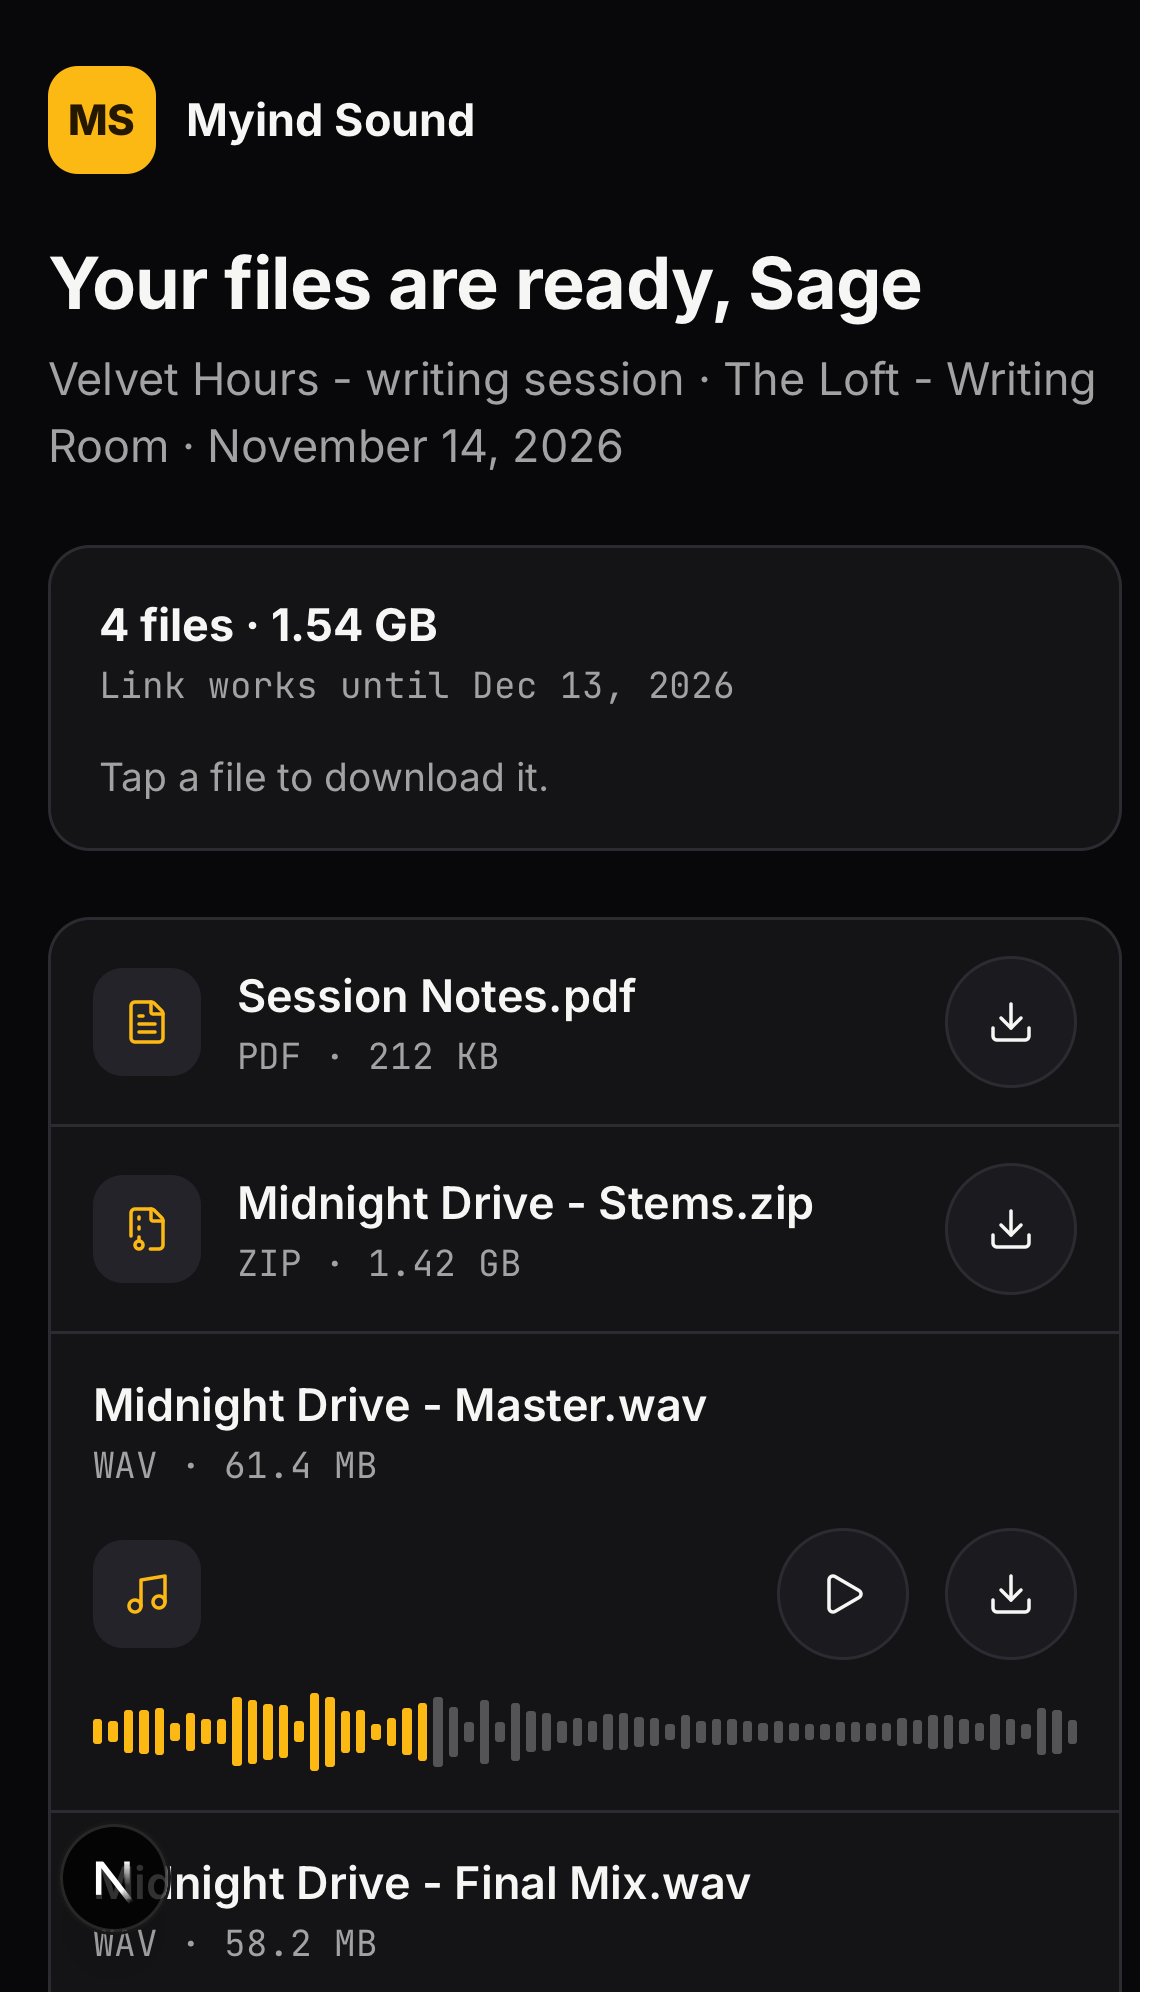 MS
Myind Sound
Your files are ready, Sage
Velvet Hours - writing session · The Loft - Writing
Room · November 14, 2026
4 files · 1.54 GB
Link works until Dec 13, 2026
Tap a file to download it.
Session Notes.pdf
PDF · 212 KB
Midnight Drive - Stems.zip
ZIP · 1.42 GB
Midnight Drive - Master.wav
WAV · 61.4 MB
N
Midnight Drive - Final Mix.wav
WAV · 58.2 MB